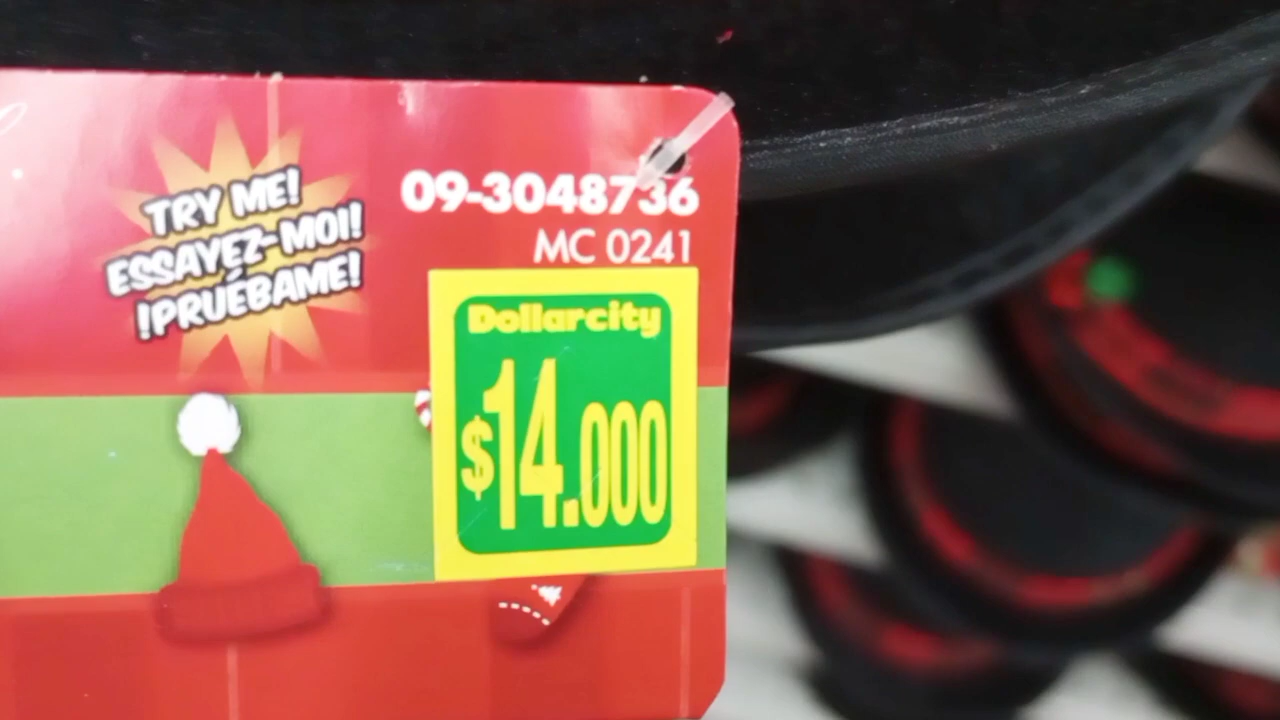 TRY ME!
ESSAYEZ-MOI!
!PRUÉBAME!
09-3048736
MC 0241
Dollarcity
$14.000